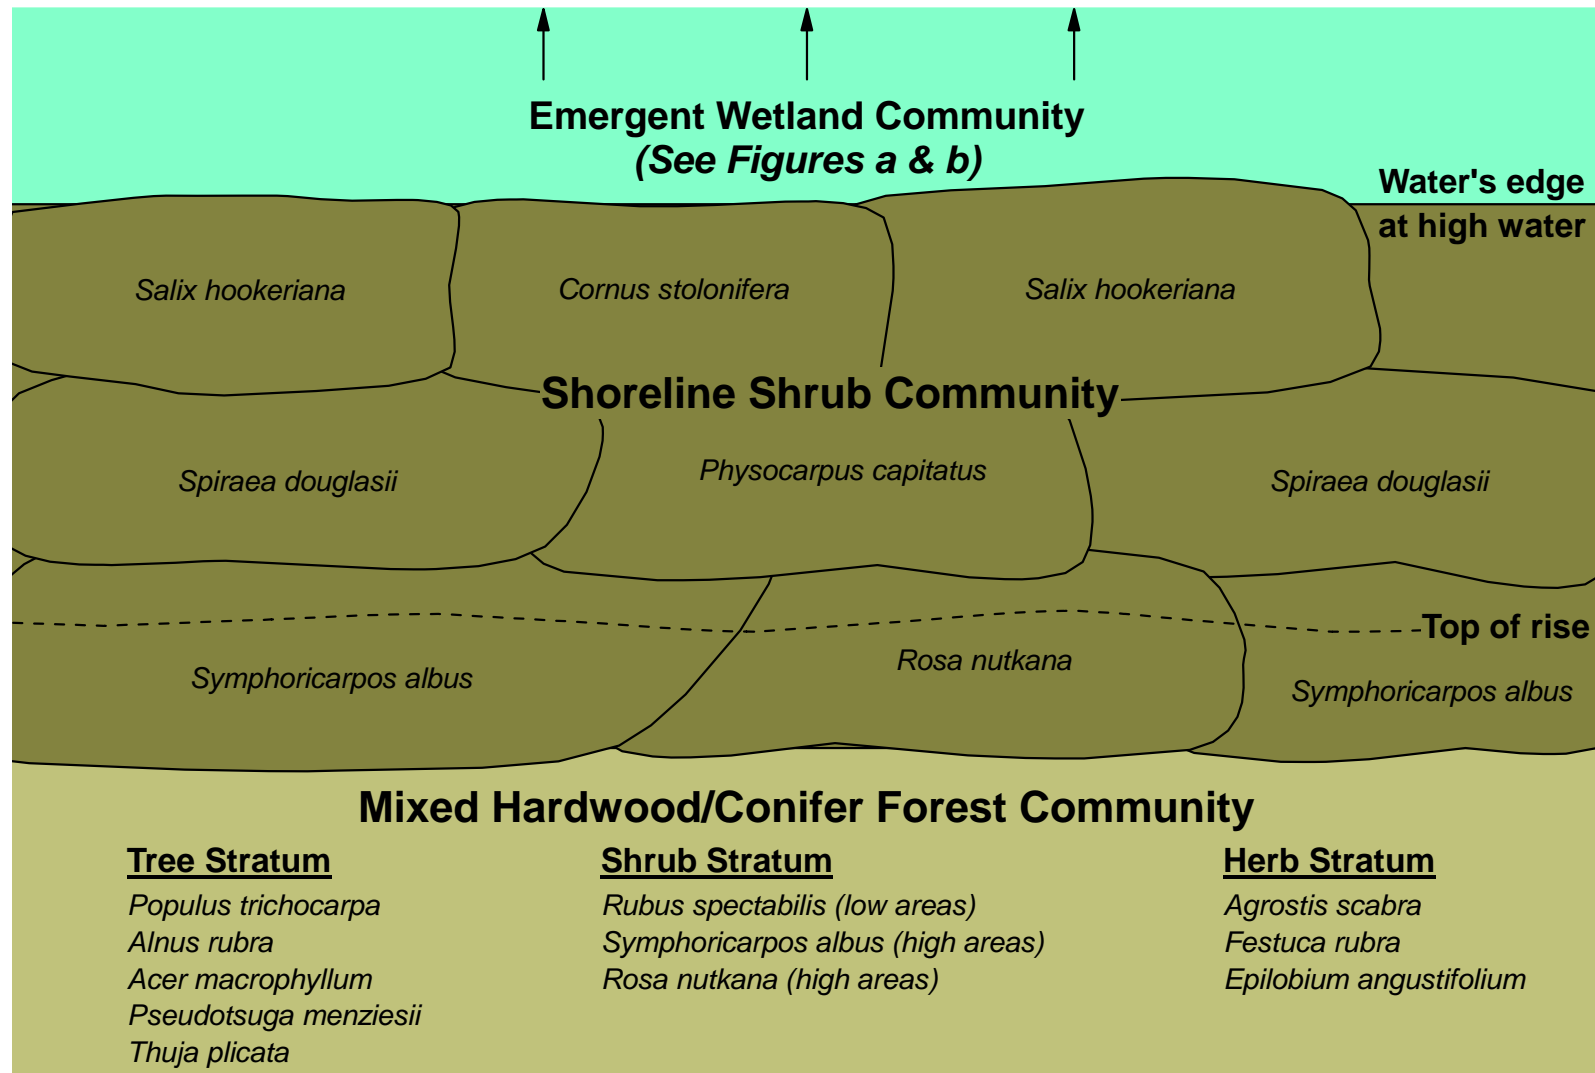 Emergent Wetland Community
(See Figures a & b)
Water's edge
at high water
Salix hookeriana
Cornus stolonifera
Salix hookeriana
Shoreline Shrub Community
Spiraea douglasii
Physocarpus capitatus
Spiraea douglasii
Top of rise
Symphoricarpos albus
Rosa nutkana
Symphoricarpos albus
Mixed Hardwood/Conifer Forest Community
Tree Stratum
Populus trichocarpa
Alnus rubra
Acer macrophyllum
Pseudotsuga menziesii
Thuja plicata
Shrub Stratum
Rubus spectabilis (low areas)
Symphoricarpos albus (high areas)
Rosa nutkana (high areas)
Herb Stratum
Agrostis scabra
Festuca rubra
Epilobium angustifolium